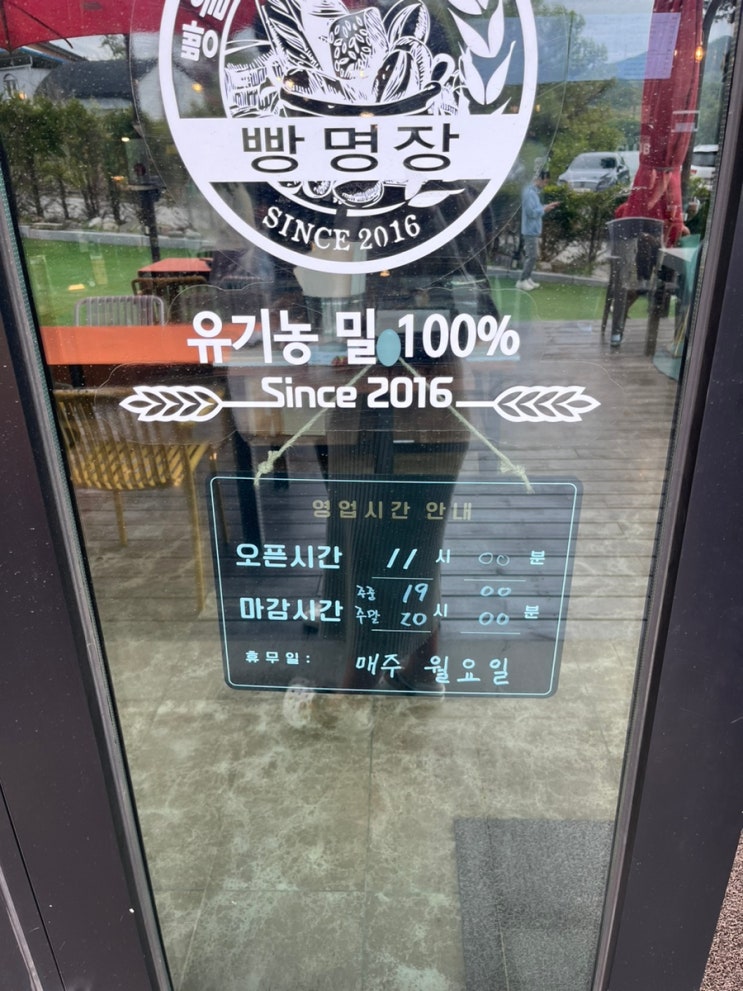 빵명장
SINCE 2016
유기농 밀 100%
Since 2016
영업시간 안내
오픈시간 11 시 00 분
주중 19 00
마감시간 주말 20 시 00 분
휴무일: 매주 월요일